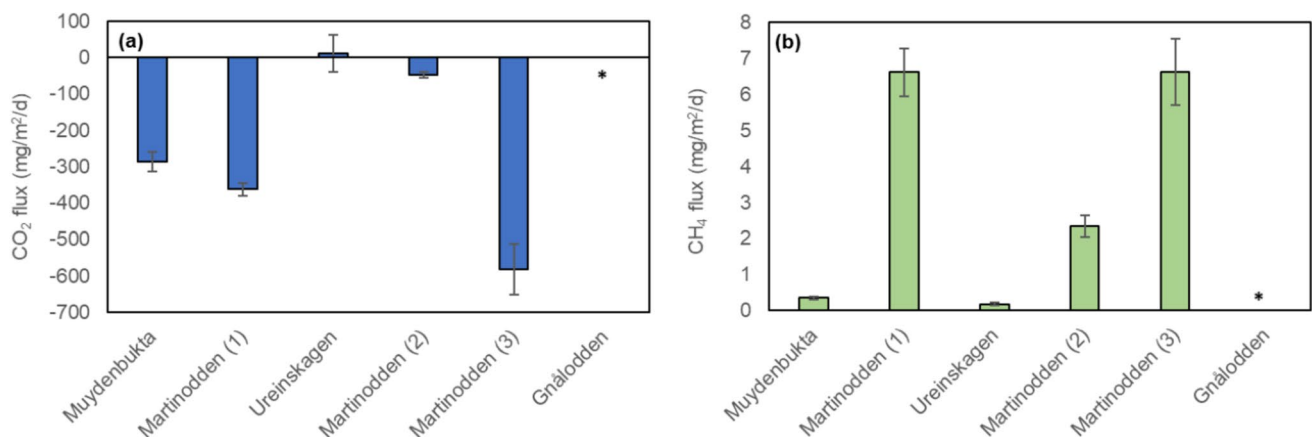 (a)
CO₂ flux (mg/m²/d)
100
0
-100
-200
-300
-400
-500
-600
-700
*
Muydenbukta
Martinodden (1)
Ureinskagen
Martinodden (2)
Martinodden (3)
Gnålodden
(b)
CH₄ flux (mg/m²/d)
8
7
6
5
4
3
2
1
0
*
Muydenbukta
Martinodden (1)
Ureinskagen
Martinodden (2)
Martinodden (3)
Gnålodden